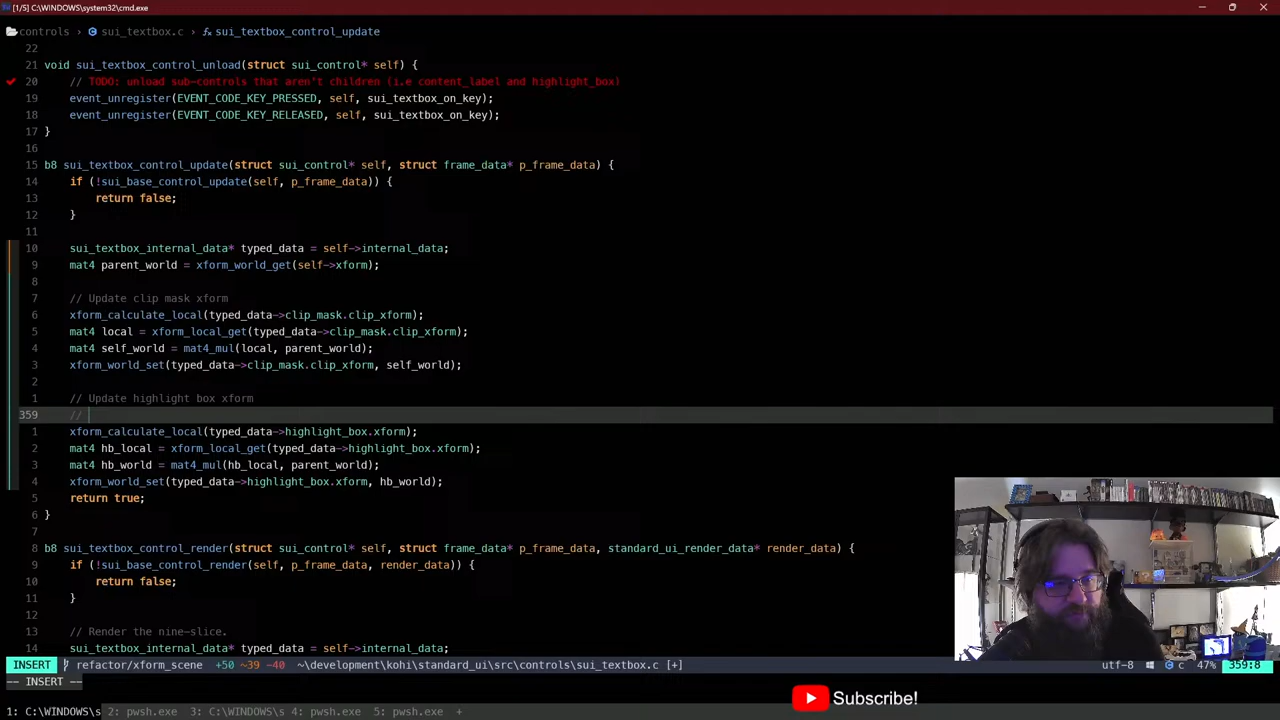 [1/5] C:\WINDOWS\system32\cmd.exe
controls › sui_textbox.c › sui_textbox_control_update
22
21 void sui_textbox_control_unload(struct sui_control* self) {
20 // TODO: unload sub-controls that aren't children (i.e content_label and highlight_box)
19 event_unregister(EVENT_CODE_KEY_PRESSED, self, sui_textbox_on_key);
18 event_unregister(EVENT_CODE_KEY_RELEASED, self, sui_textbox_on_key);
17 }
16
15 b8 sui_textbox_control_update(struct sui_control* self, struct frame_data* p_frame_data) {
14 if (!sui_base_control_update(self, p_frame_data)) {
13 return false;
12 }
11
10 sui_textbox_internal_data* typed_data = self->internal_data;
9 mat4 parent_world = xform_world_get(self->xform);
8
7 // Update clip mask xform
6 xform_calculate_local(typed_data->clip_mask.clip_xform);
5 mat4 local = xform_local_get(typed_data->clip_mask.clip_xform);
4 mat4 self_world = mat4_mul(local, parent_world);
3 xform_world_set(typed_data->clip_mask.clip_xform, self_world);
2
1 // Update highlight box xform
359 //
1 xform_calculate_local(typed_data->highlight_box.xform);
2 mat4 hb_local = xform_local_get(typed_data->highlight_box.xform);
3 mat4 hb_world = mat4_mul(hb_local, parent_world);
4 xform_world_set(typed_data->highlight_box.xform, hb_world);
5 return true;
6 }
7
8 b8 sui_textbox_control_render(struct sui_control* self, struct frame_data* p_frame_data, standard_ui_render_data* render_data) {
9 if (!sui_base_control_render(self, p_frame_data, render_data)) {
10 return false;
11 }
12
13 // Render the nine-slice.
14 sui_textbox_internal_data* typed_data = self->internal_data;
INSERT refactor/xform_scene +50 ~39 -40 ~\development\kohi\standard_ui\src\controls\sui_textbox.c [+] utf-8 c 47% 359:8
-- INSERT --
Subscribe!
1: C:\WINDOWS\s 2: pwsh.exe 3: C:\WINDOWS\s 4: pwsh.exe 5: pwsh.exe +